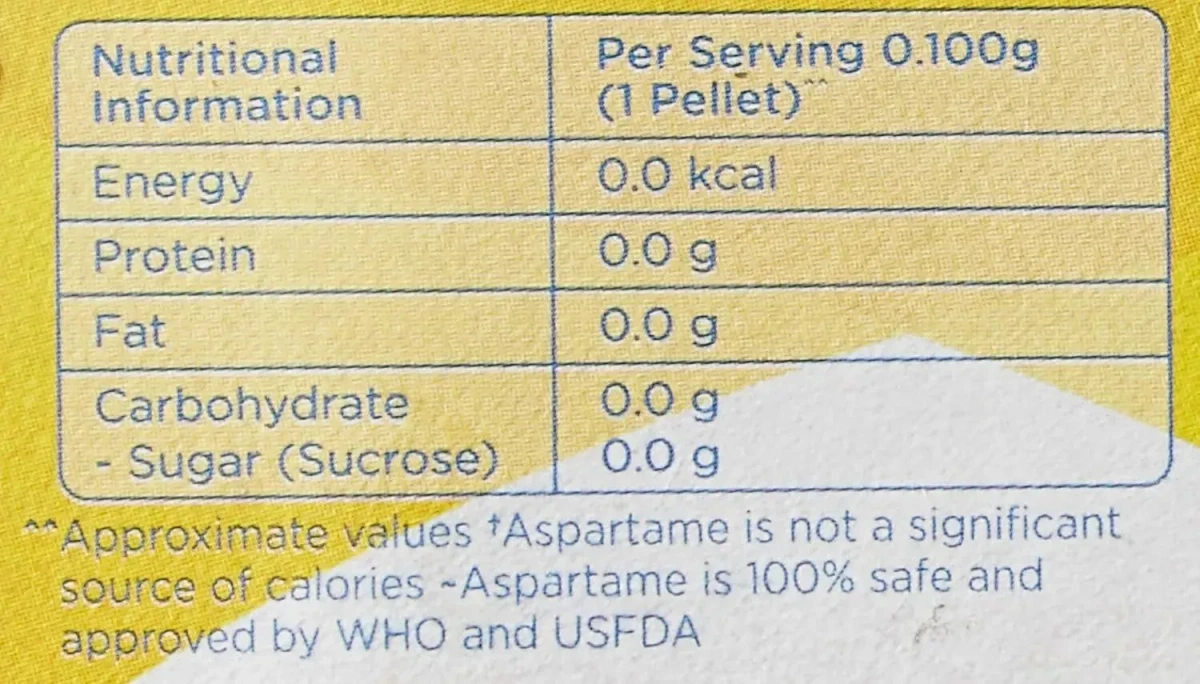 Nutritional Information
Per Serving 0.100g
(1 Pellet)^^
Energy 0.0 kcal
Protein 0.0 g
Fat 0.0 g
Carbohydrate 0.0 g
- Sugar (Sucrose) 0.0 g
^^Approximate values †Aspartame is not a significant
source of calories ~Aspartame is 100% safe and
approved by WHO and USFDA